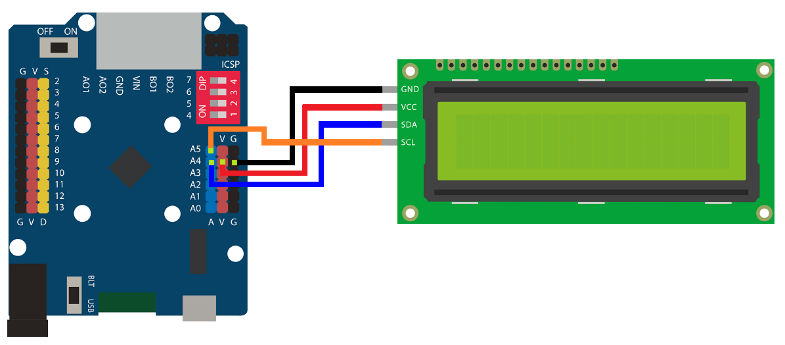 OFF ON
ICSP
G V S
2
3
4
5
6
7
8
9
10
11
12
13
G V D
AO1
AO2
GND
VIN
BO1
BO2
7
6
5
4
DIP
ON
4
3
2
1
V G
A5
A4
A3
A2
A1
A0
A V G
BLT
USB
GND
VCC
SDA
SCL